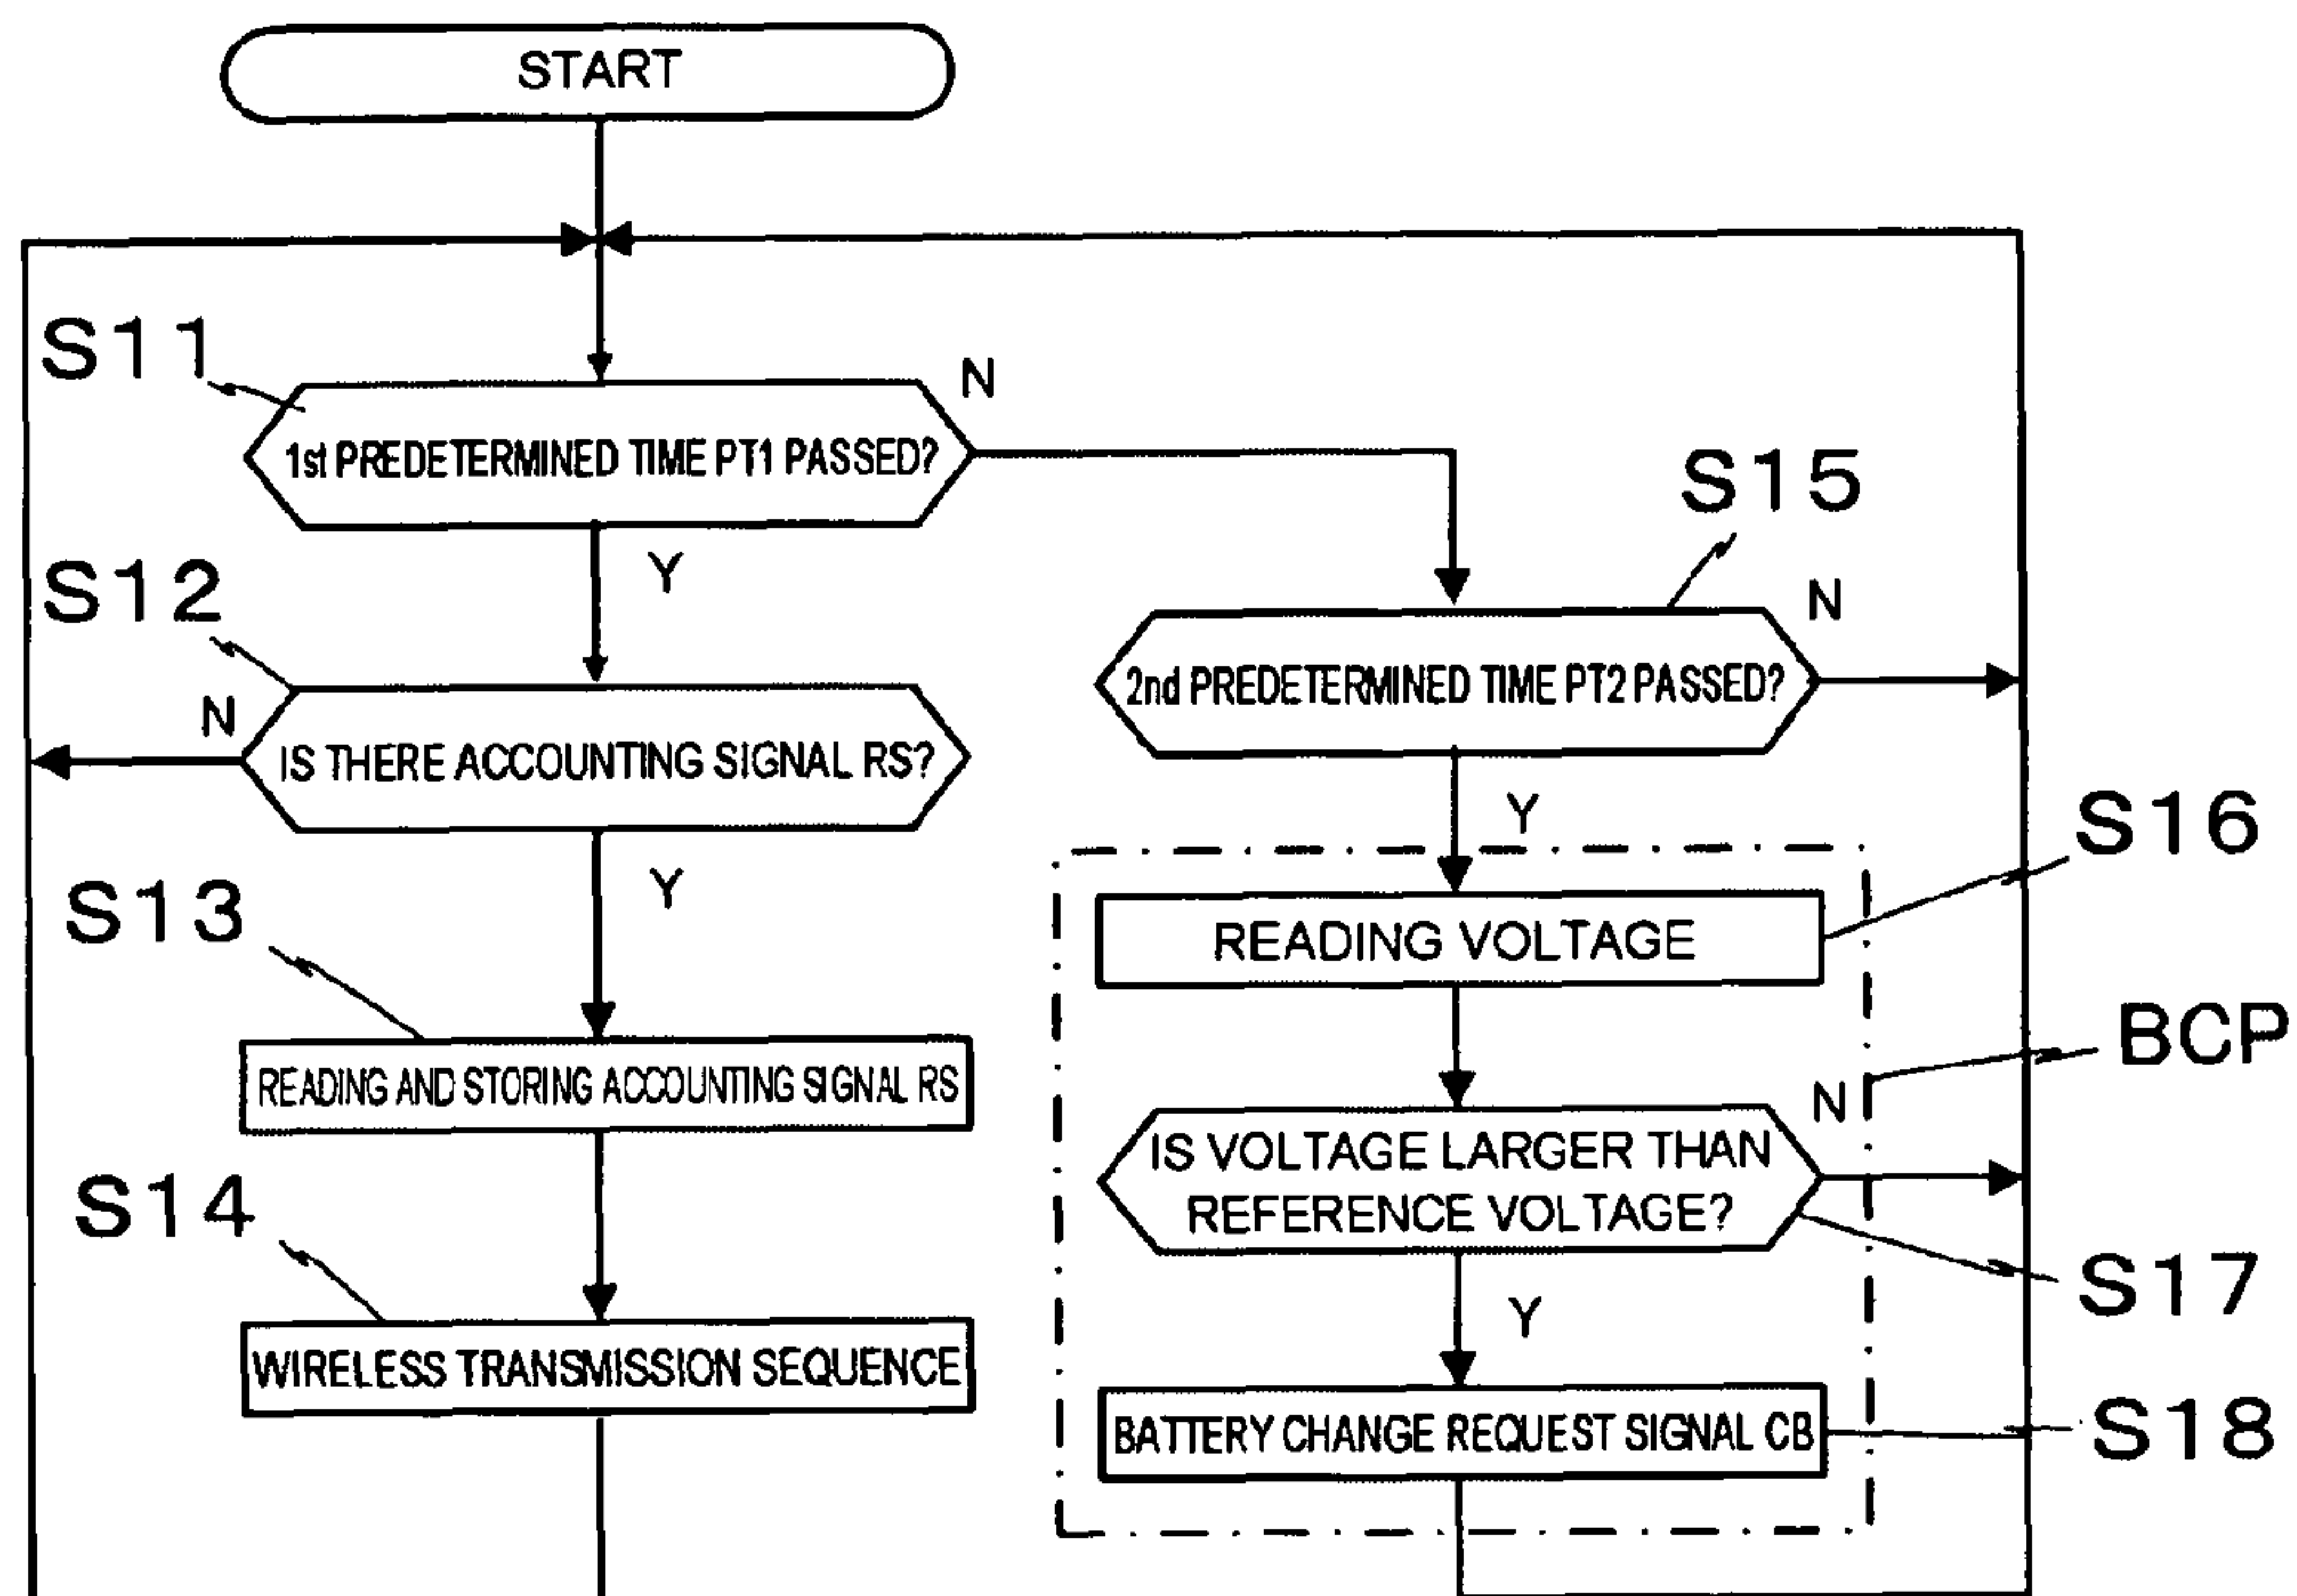 START
S11
N
1st PREDETERMINED TIME PT1 PASSED?
S15
Y
S12
N
2nd PREDETERMINED TIME PT2 PASSED?
N
IS THERE ACCOUNTING SIGNAL RS?
Y
S16
Y
S13
READING VOLTAGE
BCP
READING AND STORING ACCOUNTING SIGNAL RS
N
IS VOLTAGE LARGER THAN
REFERENCE VOLTAGE?
S14
S17
Y
WIRELESS TRANSMISSION SEQUENCE
BATTERY CHANGE REQUEST SIGNAL CB
S18